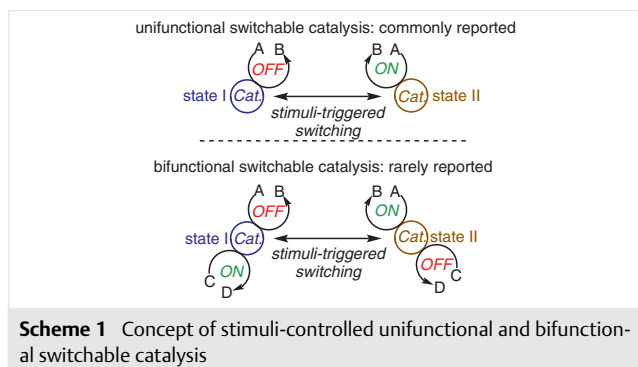 unifunctional switchable catalysis: commonly reported
A B B A
OFF ON
state I Cat. Cat. state II
stimuli-triggered
switching
bifunctional switchable catalysis: rarely reported
A B B A
OFF ON
state I Cat. Cat. state II
stimuli-triggered
ON switching OFF
C D D C
Scheme 1 Concept of stimuli-controlled unifunctional and bifunction-
al switchable catalysis